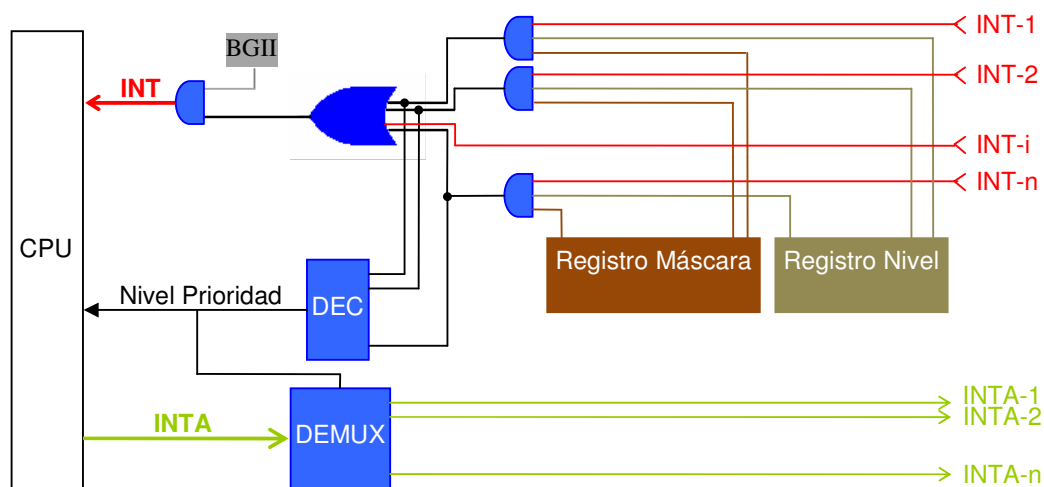 BGII
INT
INT-1
INT-2
INT-i
INT-n
CPU
Registro Máscara
Registro Nivel
Nivel Prioridad
DEC
INTA
DEMUX
INTA-1
INTA-2
INTA-n